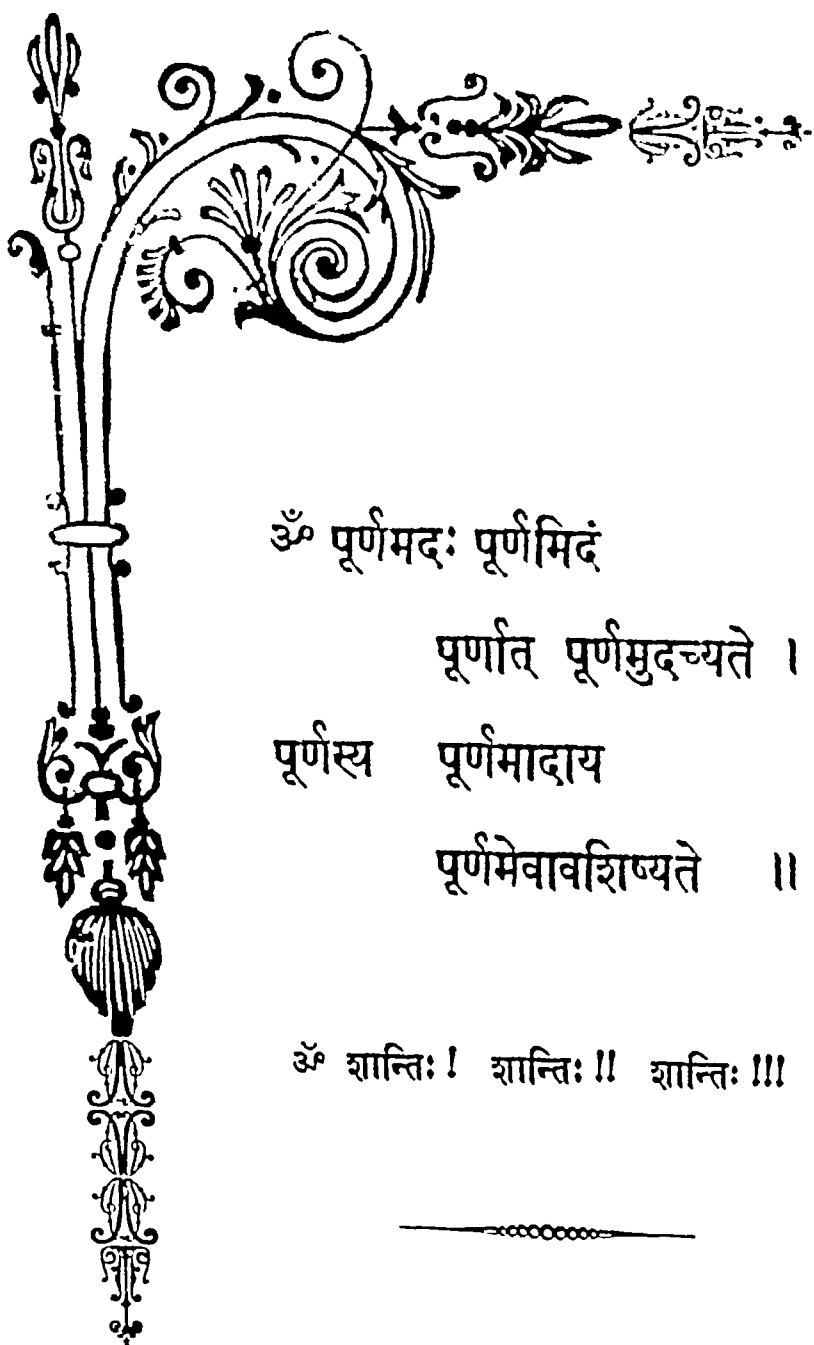 ॐ पूर्णमदः पूर्णमिदं
पूर्णात् पूर्णमुदच्यते ।
पूर्णस्य पूर्णमादाय
पूर्णमेवावशिष्यते ॥
ॐ शान्तिः ! शान्तिः !! शान्तिः !!!